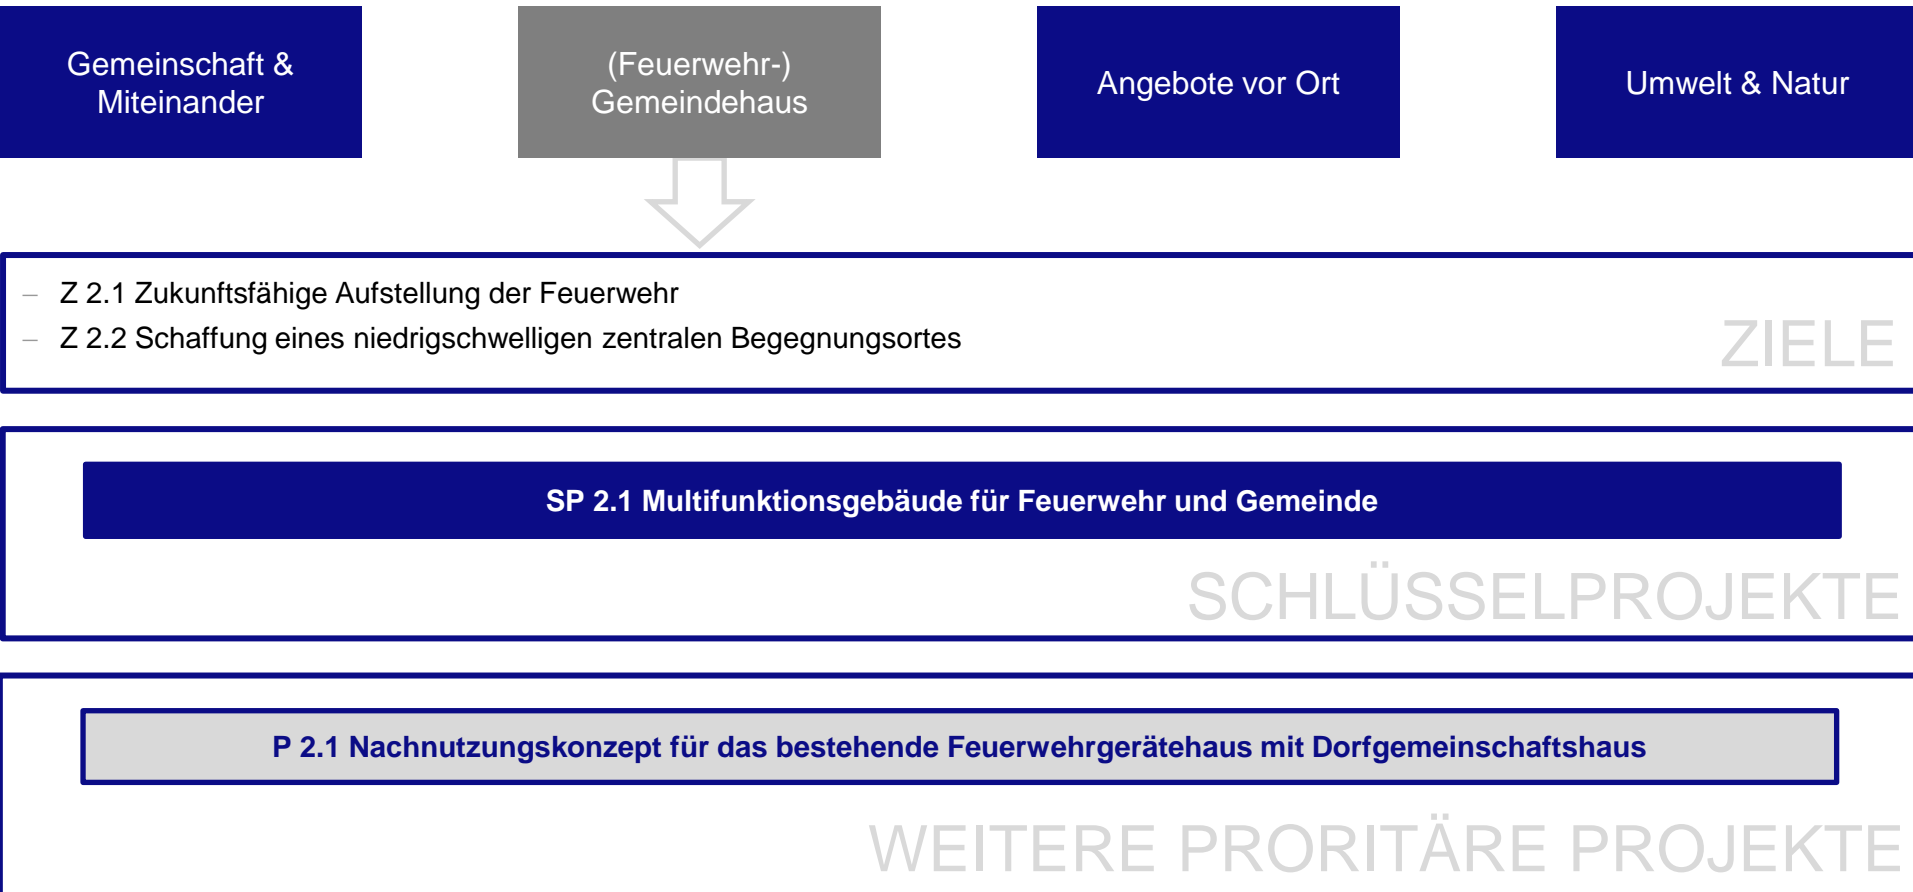 Gemeinschaft &
Miteinander
(Feuerwehr-)
Gemeindehaus
Angebote vor Ort
Umwelt & Natur
– Z 2.1 Zukunftsfähige Aufstellung der Feuerwehr
– Z 2.2 Schaffung eines niedrigschwelligen zentralen Begegnungsortes
ZIELE
SP 2.1 Multifunktionsgebäude für Feuerwehr und Gemeinde
SCHLÜSSELPROJEKTE
P 2.1 Nachnutzungskonzept für das bestehende Feuerwehrgerätehaus mit Dorfgemeinschaftshaus
WEITERE PRORITÄRE PROJEKTE